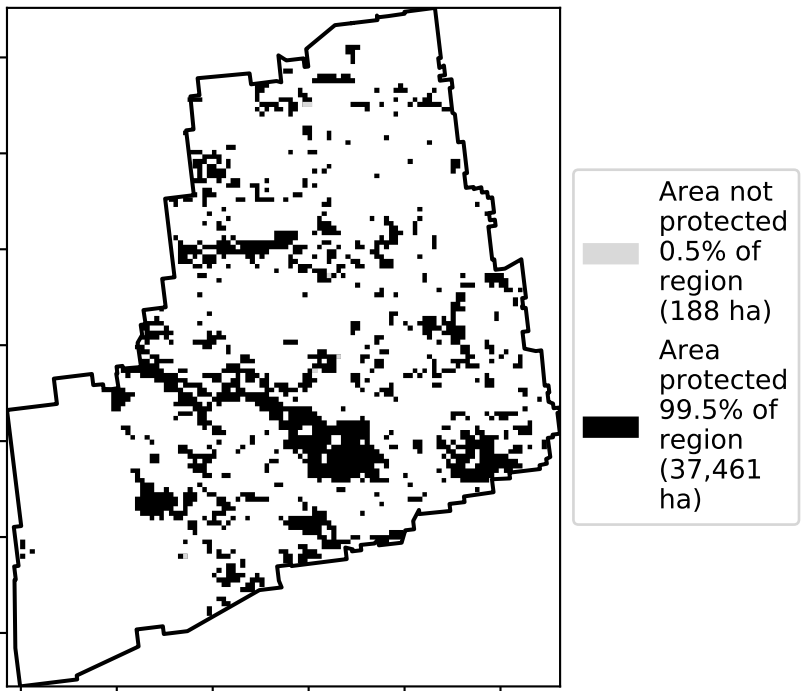 Area not
protected
0.5% of
region
(188 ha)
Area
protected
99.5% of
region
(37,461
ha)